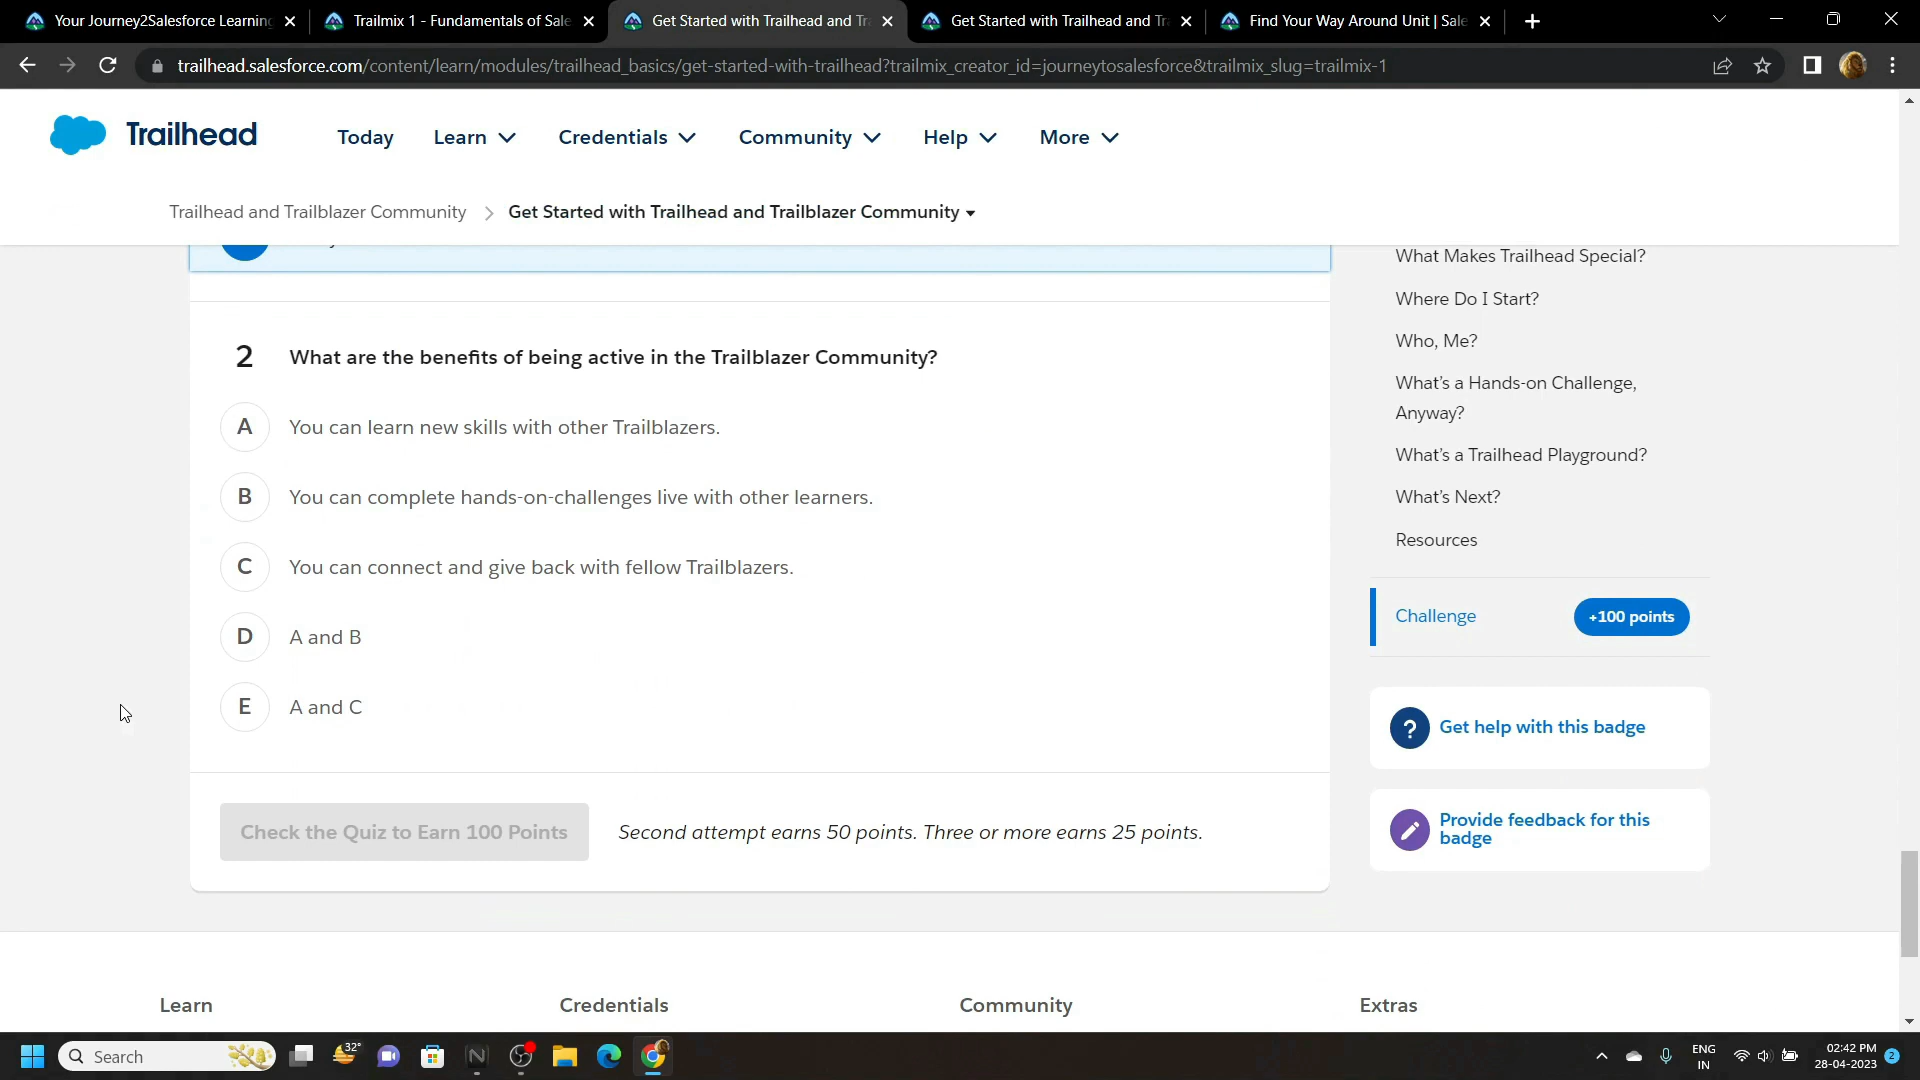 Your Journey2Salesforce Learning
Trailmix 1 - Fundamentals of Sale
Get Started with Trailhead and Tr
Get Started with Trailhead and Tr
Find Your Way Around Unit | Sale
trailhead.salesforce.com/content/learn/modules/trailhead_basics/get-started-with-trailhead?trailmix_creator_id=journeytosalesforce&trailmix_slug=trailmix-1
Trailhead
Today
Learn
Credentials
Community
Help
More
Trailhead and Trailblazer Community
Get Started with Trailhead and Trailblazer Community
2 What are the benefits of being active in the Trailblazer Community?
A You can learn new skills with other Trailblazers.
B You can complete hands-on-challenges live with other learners.
C You can connect and give back with fellow Trailblazers.
D A and B
E A and C
Check the Quiz to Earn 100 Points
Second attempt earns 50 points. Three or more earns 25 points.
What Makes Trailhead Special?
Where Do I Start?
Who, Me?
What's a Hands-on Challenge,
Anyway?
What's a Trailhead Playground?
What's Next?
Resources
Challenge
+100 points
? Get help with this badge
Provide feedback for this
badge
Learn
Credentials
Community
Extras
Search
32°
N
ENG
IN
02:42 PM
28-04-2023
2